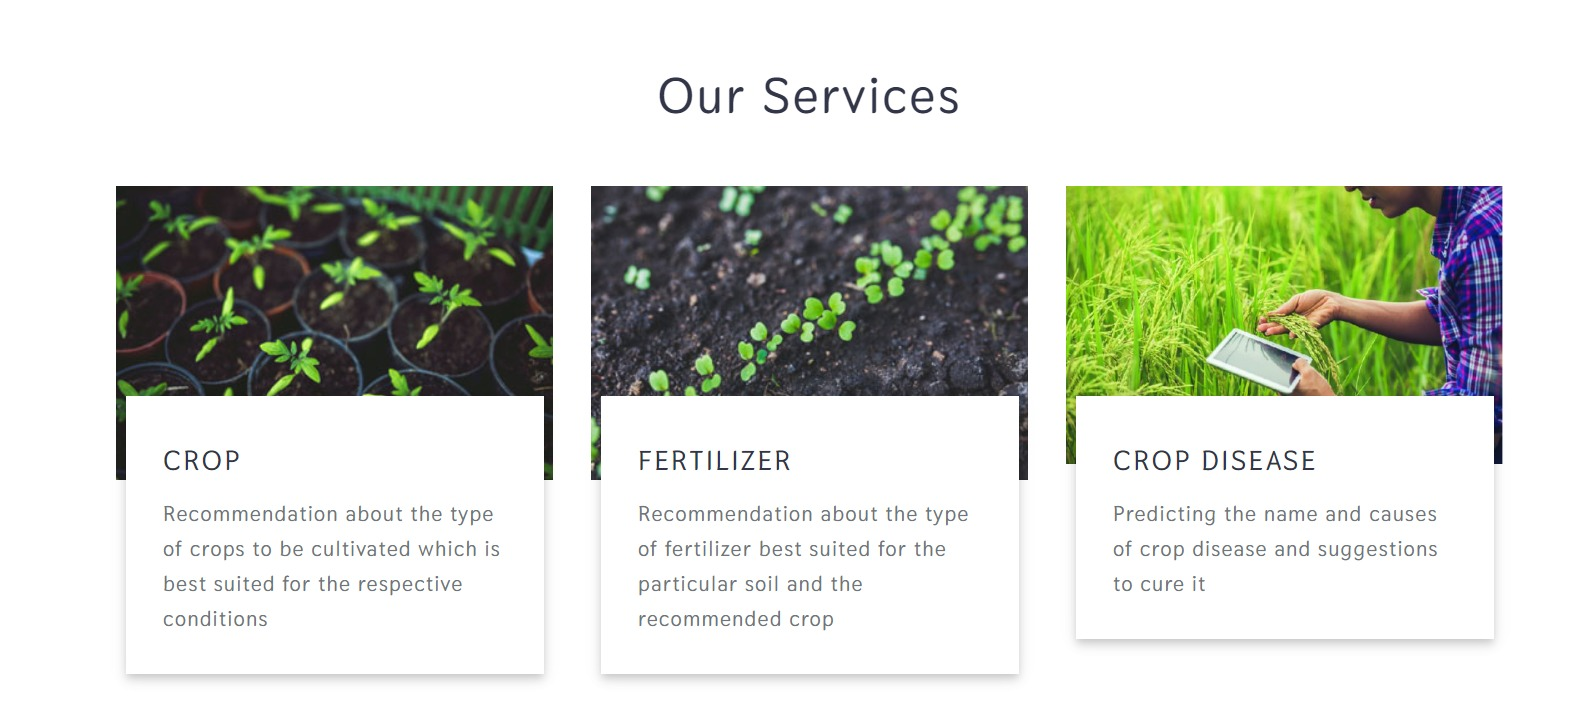 Our Services
CROP
Recommendation about the type
of crops to be cultivated which is
best suited for the respective
conditions
FERTILIZER
Recommendation about the type
of fertilizer best suited for the
particular soil and the
recommended crop
CROP DISEASE
Predicting the name and causes
of crop disease and suggestions
to cure it